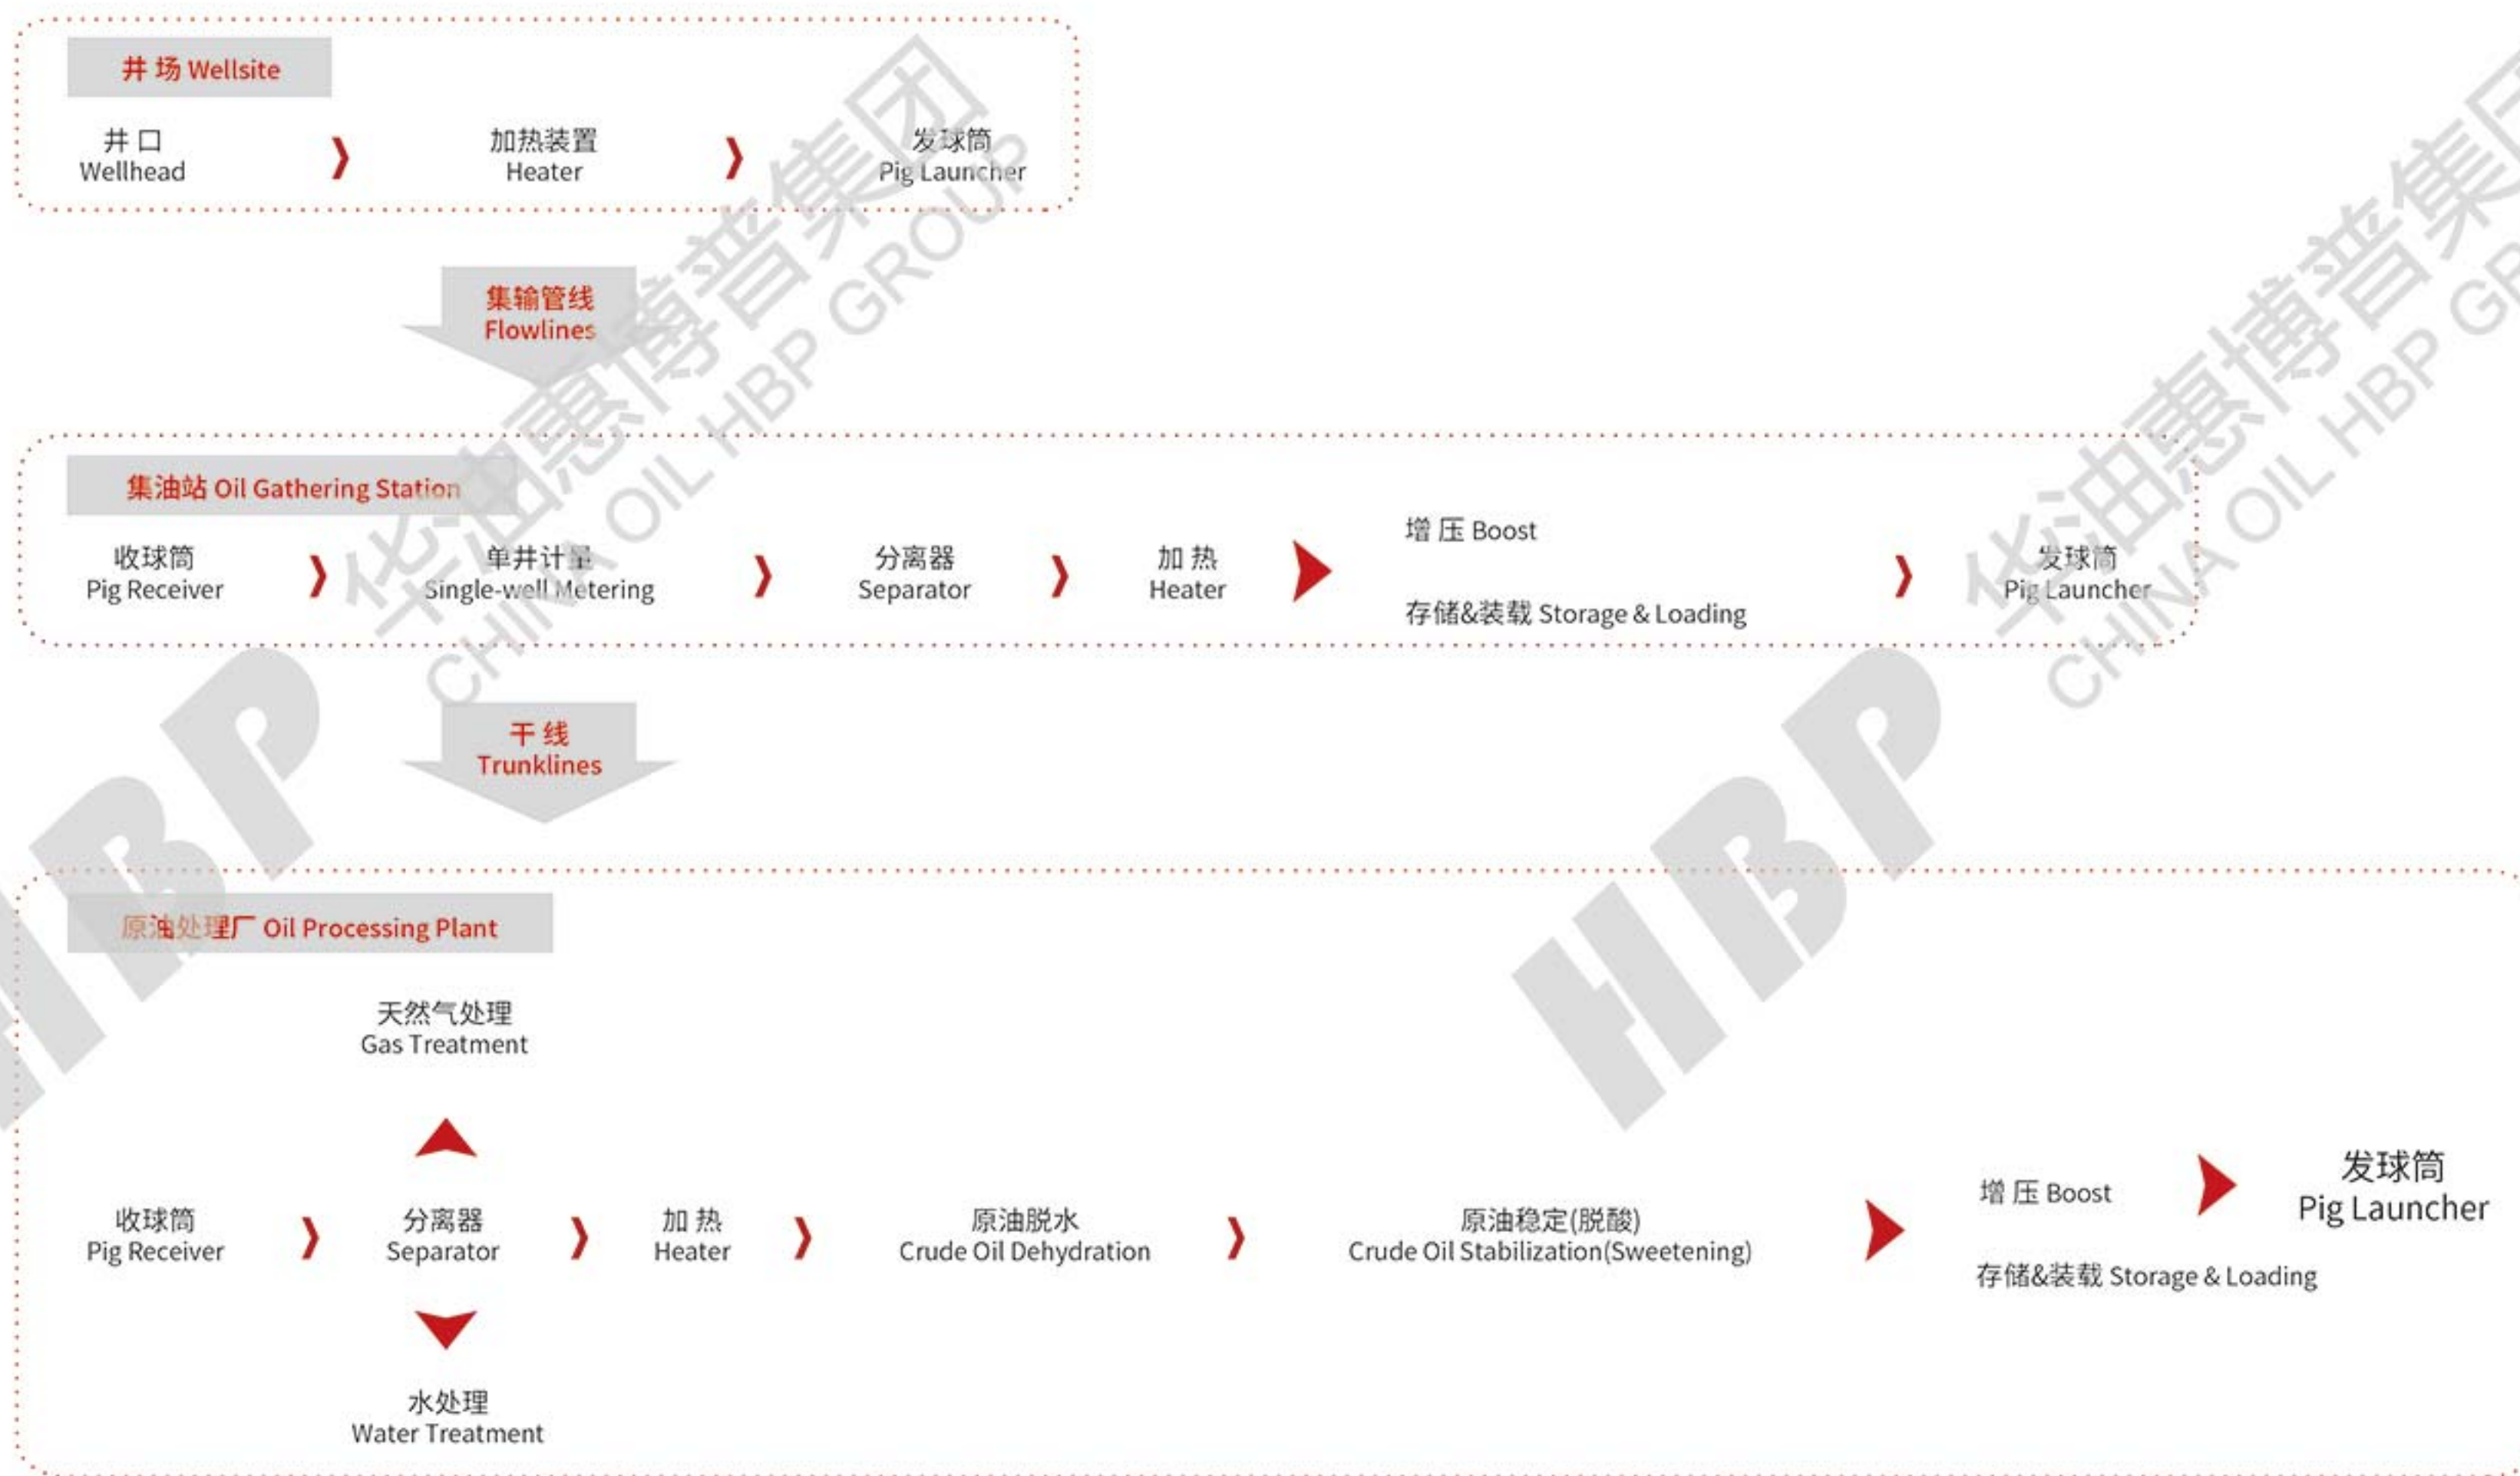 井 场 Wellsite
井 口
Wellhead
加热装置
Heater
发球筒
Pig Launcher
集输管线
Flowlines
集油站 Oil Gathering Station
收球筒
Pig Receiver
单井计量
Single-well Metering
分离器
Separator
加 热
Heater
增 压 Boost
存储&装载 Storage & Loading
发球筒
Pig Launcher
干 线
Trunklines
原油处理厂 Oil Processing Plant
天然气处理
Gas Treatment
收球筒
Pig Receiver
分离器
Separator
加 热
Heater
原油脱水
Crude Oil Dehydration
原油稳定(脱酸)
Crude Oil Stabilization(Sweetening)
增 压 Boost
存储&装载 Storage & Loading
发球筒
Pig Launcher
水处理
Water Treatment
HBP
华油惠博普集团
CHINA OIL HBP GROUP
HBP
华油惠博普集团
CHINA OIL HBP GR